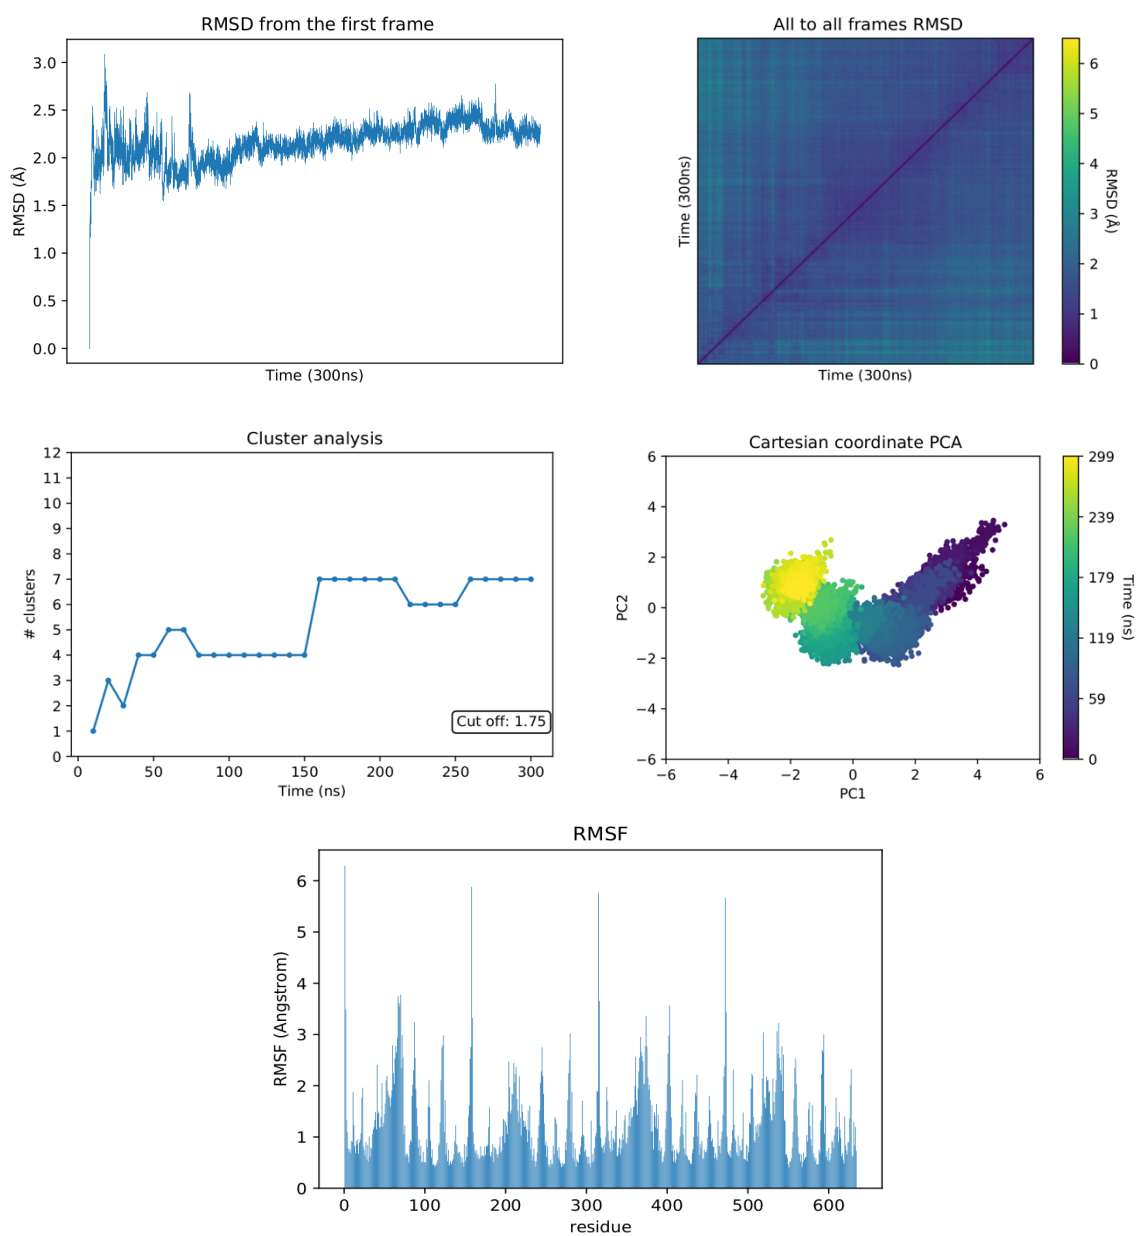 RMSD from the first frame
3.0
2.5
2.0
1.5
1.0
0.5
0.0
RMSD (Å)
Time (300ns)
All to all frames RMSD
Time (300ns)
Time (300ns)
6
5
4
3
2
1
0
RMSD (Å)
Cluster analysis
12
11
10
9
8
7
6
5
4
3
2
1
0
# clusters
Cut off: 1.75
0 50 100 150 200 250 300
Time (ns)
Cartesian coordinate PCA
6
4
2
0
−2
−4
−6
PC2
−6 −4 −2 0 2 4 6
PC1
299
239
179
119
59
0
Time (ns)
RMSF
6
5
4
3
2
1
0
RMSF (Angstrom)
0 100 200 300 400 500 600
residue